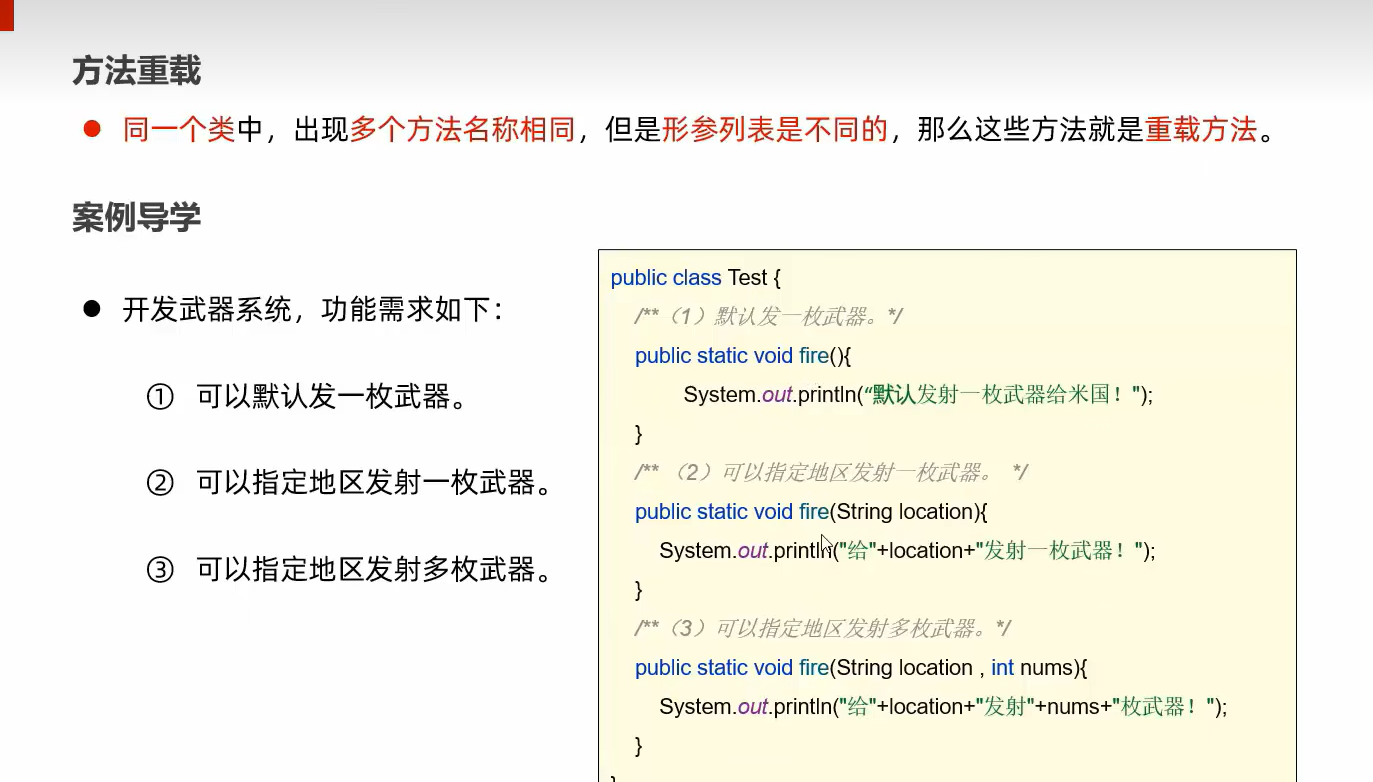 方法重载
● 同一个类中，出现多个方法名称相同，但是形参列表是不同的，那么这些方法就是重载方法。
案例导学
● 开发武器系统，功能需求如下：
① 可以默认发一枚武器。
② 可以指定地区发射一枚武器。
③ 可以指定地区发射多枚武器。
public class Test {
/**（1）默认发一枚武器。*/
public static void fire(){
System.out.println(“默认发射一枚武器给米国！");
}
/** （2）可以指定地区发射一枚武器。 */
public static void fire(String location){
System.out.println("给"+location+"发射一枚武器！");
}
/**（3）可以指定地区发射多枚武器。*/
public static void fire(String location , int nums){
System.out.println("给"+location+"发射"+nums+"枚武器！");
}